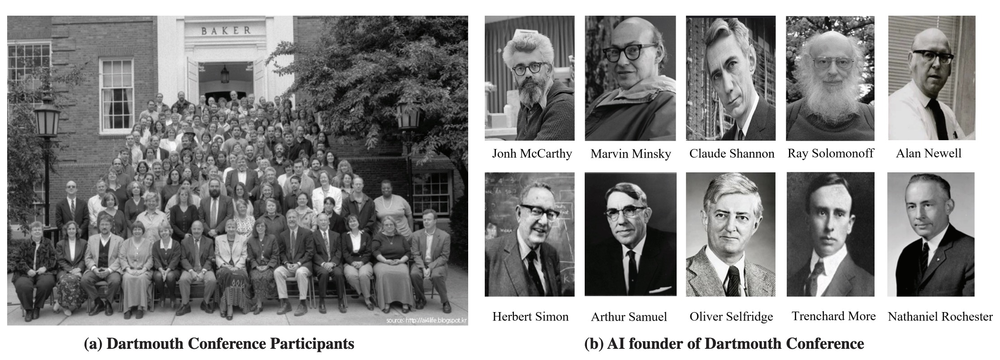 BAKER
source: http://ai4life.blogspot.kr
(a) Dartmouth Conference Participants
Jonh McCarthy
Marvin Minsky
Claude Shannon
Ray Solomonoff
Alan Newell
Herbert Simon
Arthur Samuel
Oliver Selfridge
Trenchard More
Nathaniel Rochester
(b) AI founder of Dartmouth Conference